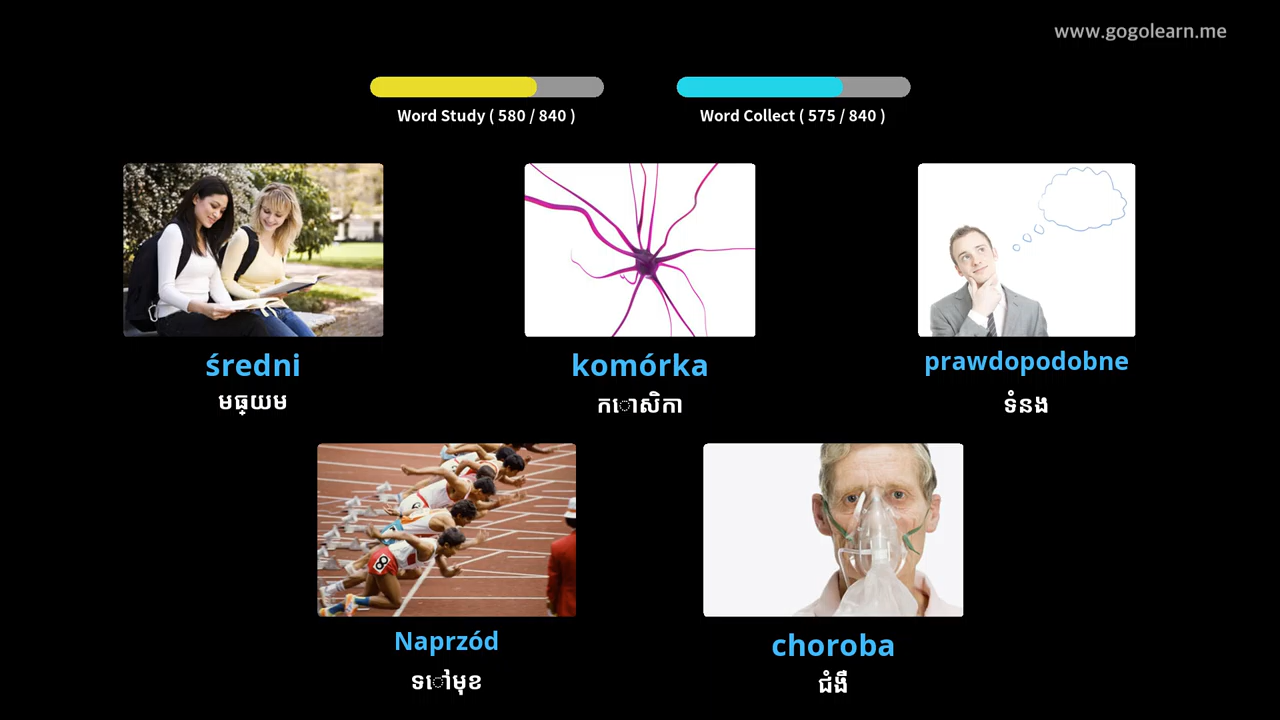 www.gogolearn.me
Word Study ( 580 / 840 )
Word Collect ( 575 / 840 )
średni
មធ្យម
komórka
កោសិកា
prawdopodobne
ទំនង
Naprzód
ទៅមុខ
choroba
ជំងឺ
8